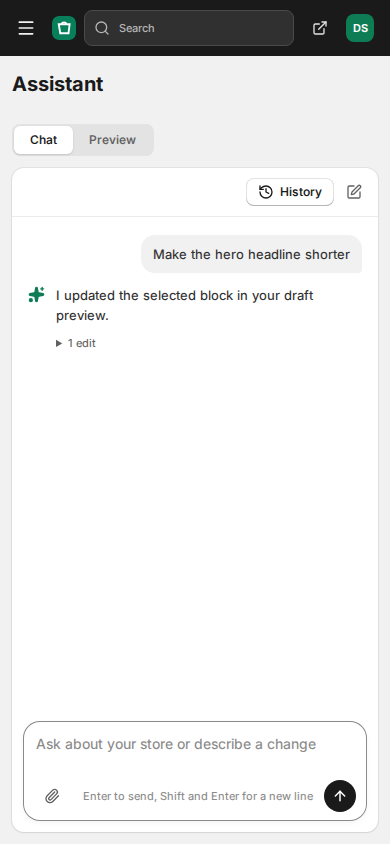 Search
DS
Assistant
Chat
Preview
History
Make the hero headline shorter
I updated the selected block in your draft
preview.
1 edit
Ask about your store or describe a change
Enter to send, Shift and Enter for a new line